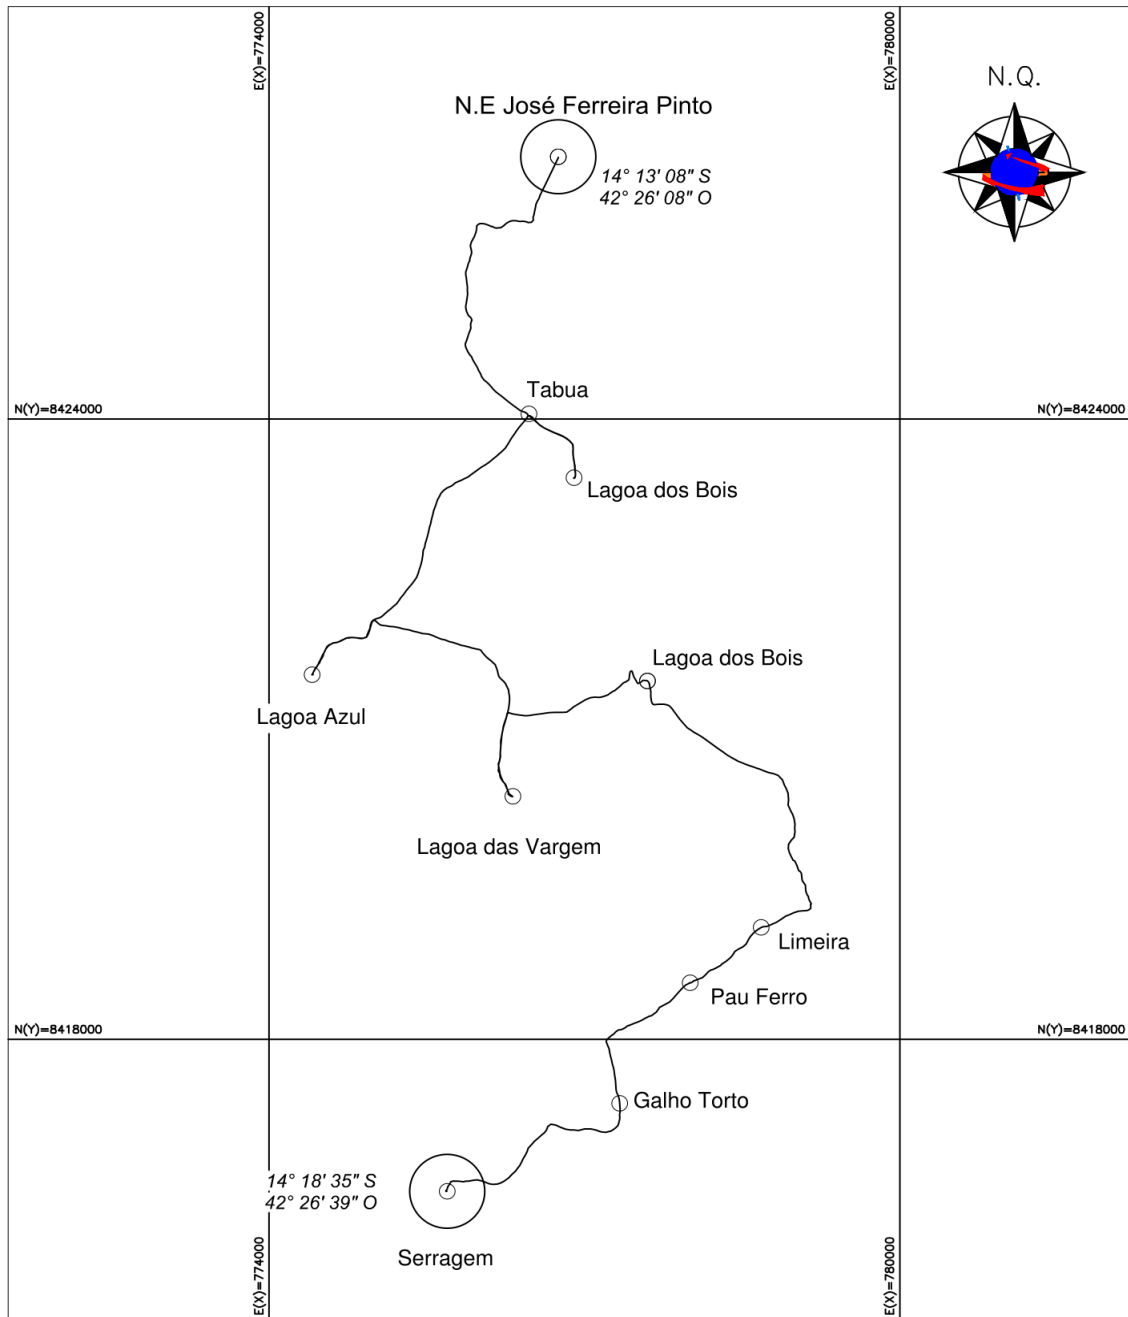 E(X)=774000
E(X)=780000
N.Q.
N.E José Ferreira Pinto
14° 13' 08" S
42° 26' 08" O
Tabua
N(Y)=8424000
N(Y)=8424000
Lagoa dos Bois
Lagoa dos Bois
Lagoa Azul
Lagoa das Vargem
Limeira
Pau Ferro
N(Y)=8418000
N(Y)=8418000
Galho Torto
14° 18' 35" S
42° 26' 39" O
Serragem
E(X)=774000
E(X)=780000